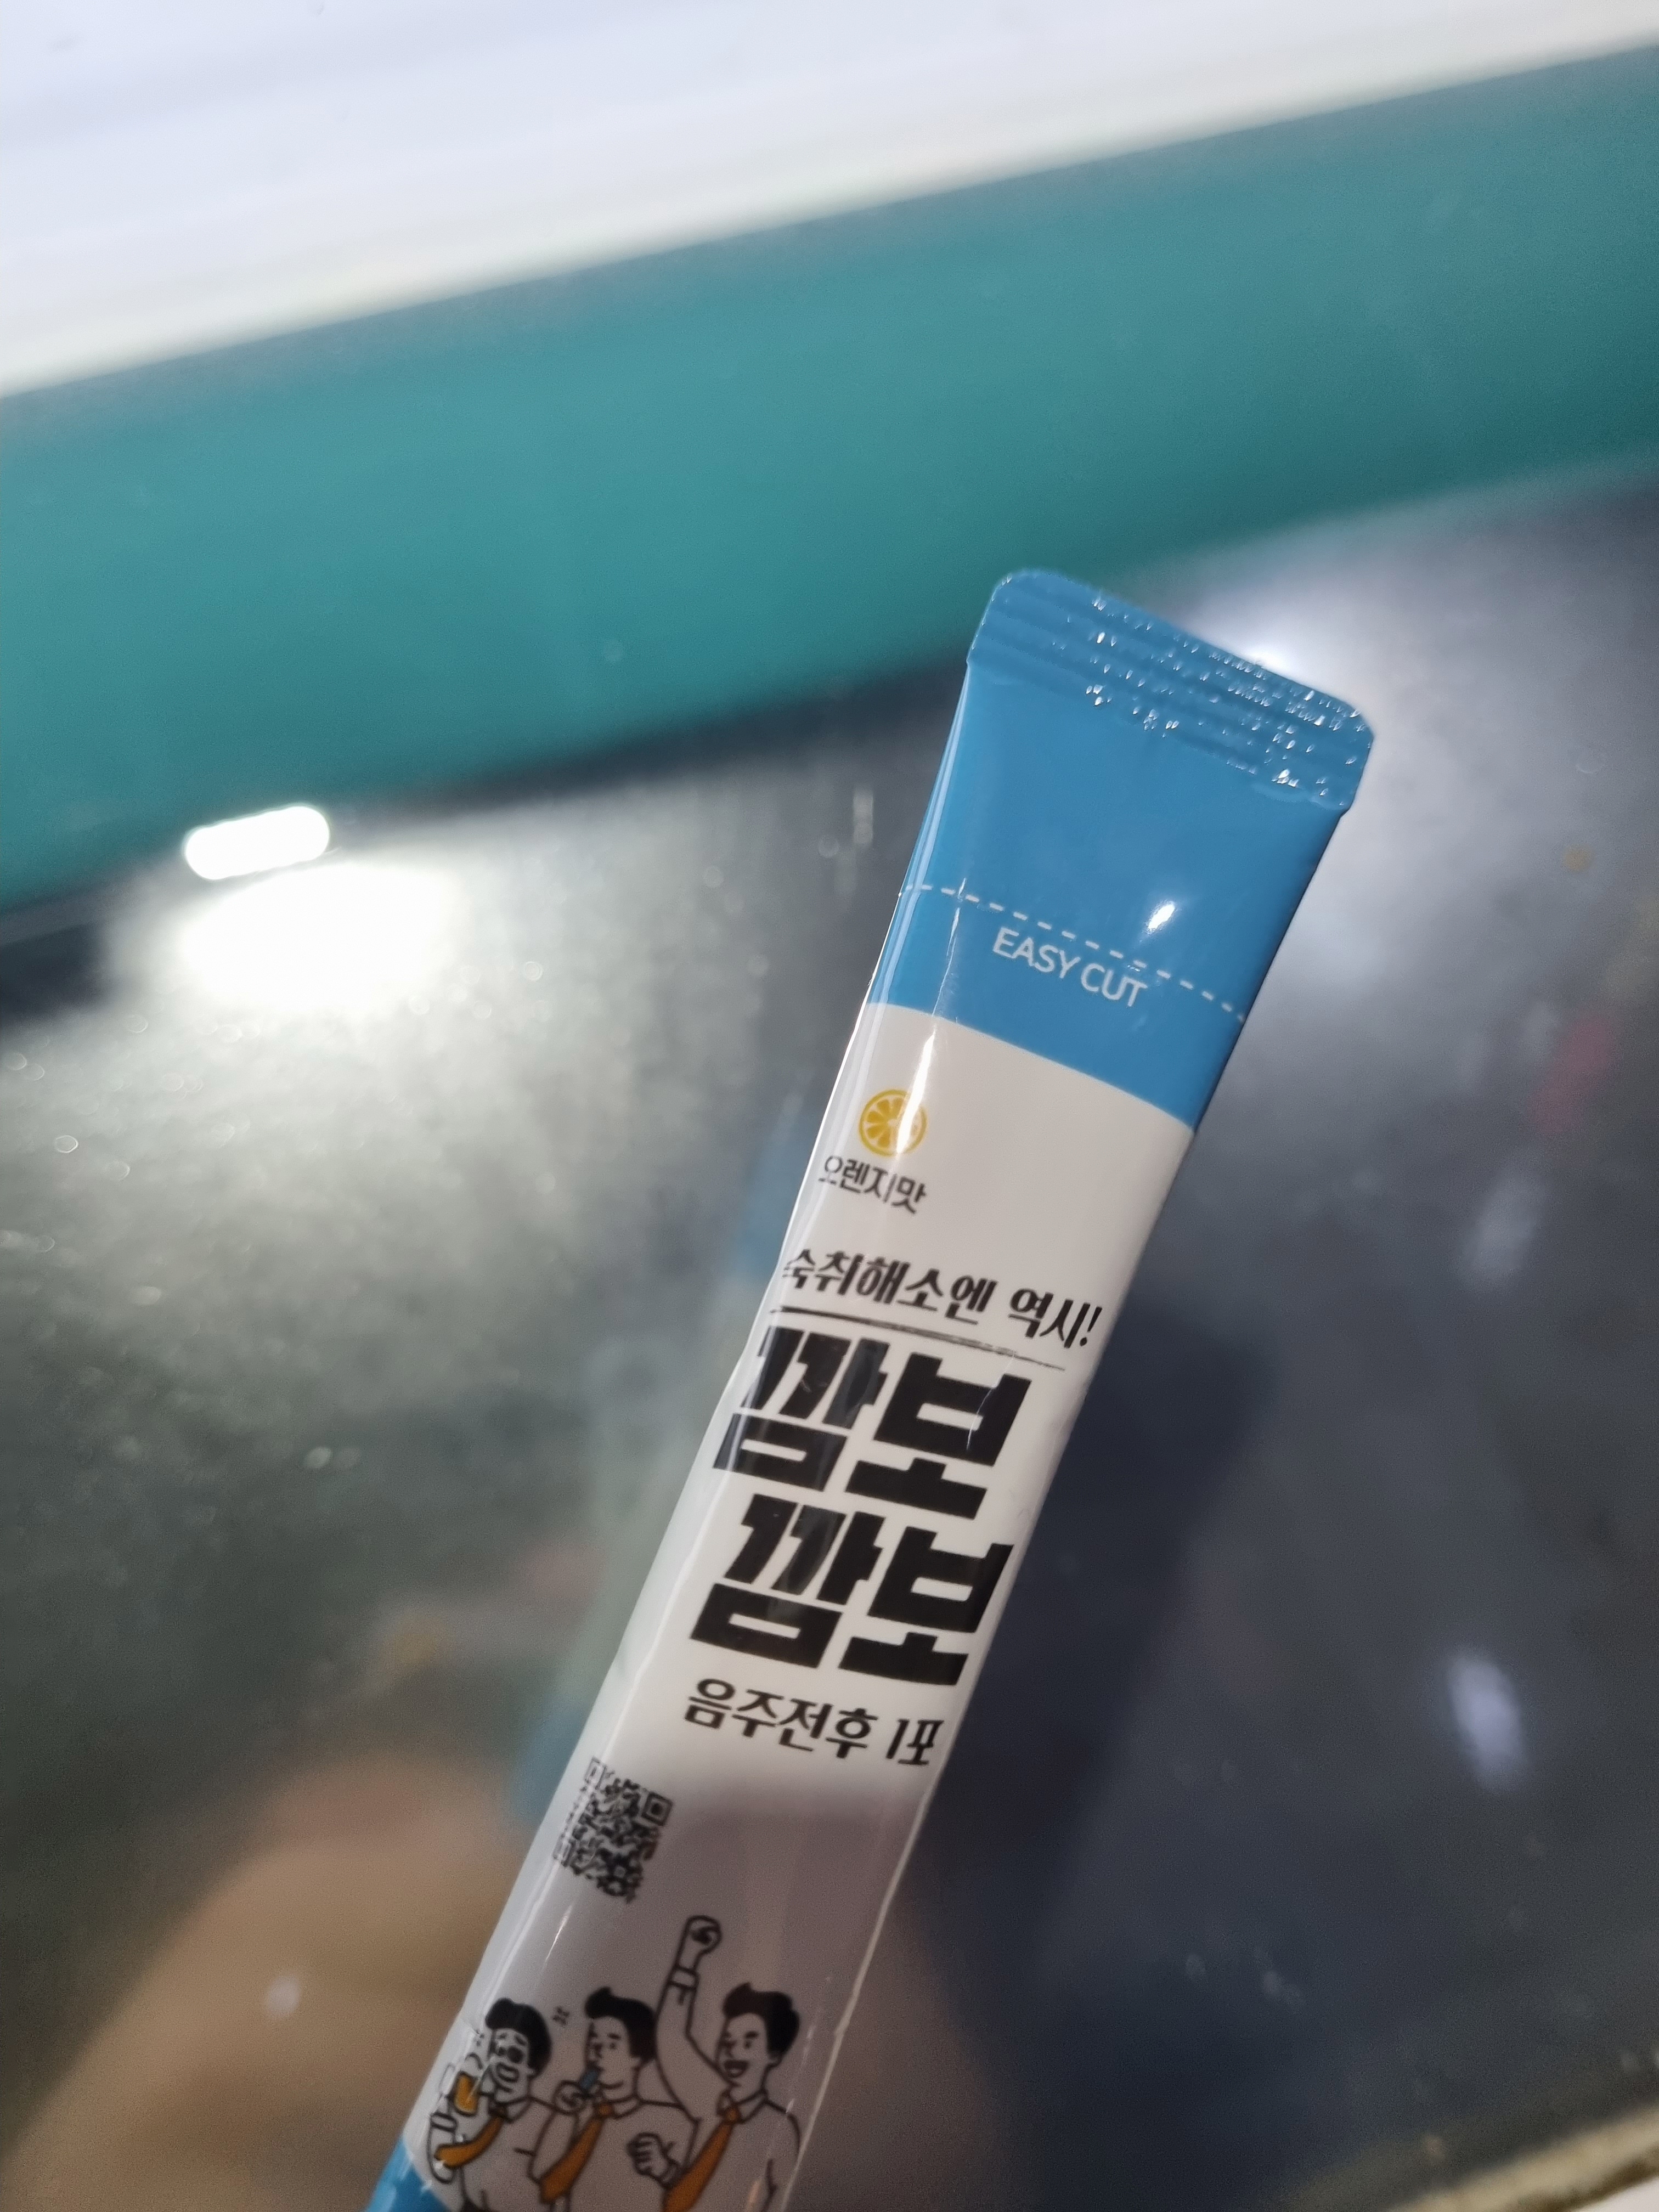 EASY CUT
오렌지맛
숙취해소엔 역시!
깜보
깜보
음주전후 1포